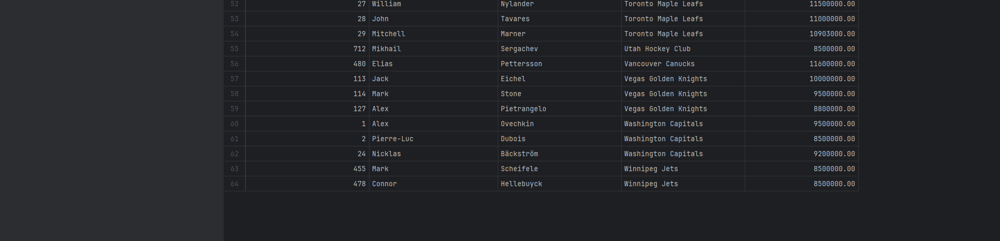 52 27 William Nylander Toronto Maple Leafs 11500000.00
53 28 John Tavares Toronto Maple Leafs 11000000.00
54 29 Mitchell Marner Toronto Maple Leafs 10903000.00
55 712 Mikhail Sergachev Utah Hockey Club 8500000.00
56 480 Elias Pettersson Vancouver Canucks 11600000.00
57 113 Jack Eichel Vegas Golden Knights 10000000.00
58 114 Mark Stone Vegas Golden Knights 9500000.00
59 127 Alex Pietrangelo Vegas Golden Knights 8800000.00
60 1 Alex Ovechkin Washington Capitals 9500000.00
61 2 Pierre-Luc Dubois Washington Capitals 8500000.00
62 24 Nicklas Bäckström Washington Capitals 9200000.00
63 455 Mark Scheifele Winnipeg Jets 8500000.00
64 478 Connor Hellebuyck Winnipeg Jets 8500000.00